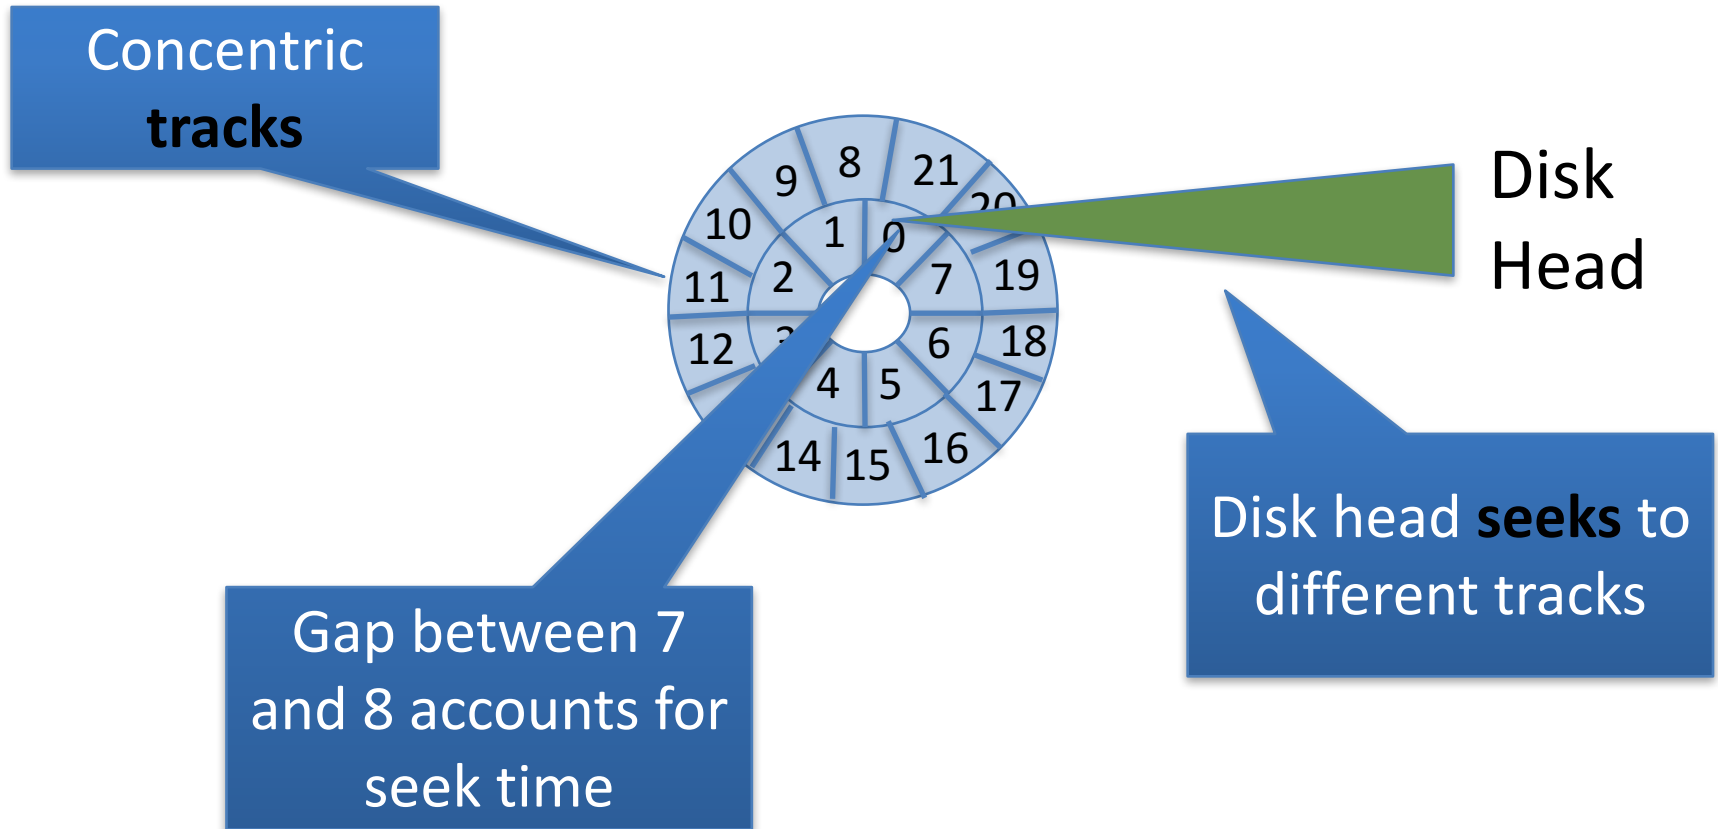 Concentric
tracks
Disk
Head
8
21
9
20
10
1
0
11
2
7
19
12
3
6
18
4
5
17
14
15
16
Disk head seeks to
different tracks
Gap between 7
and 8 accounts for
seek time